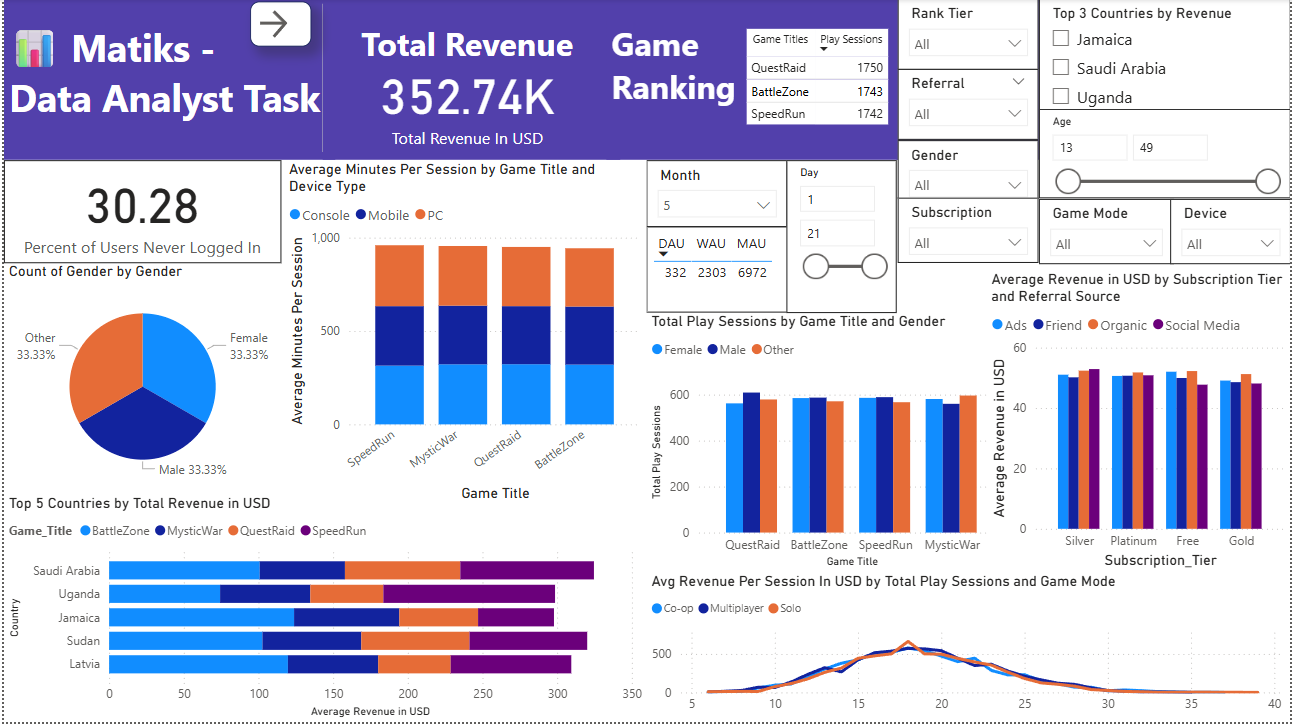 Matiks -
Data Analyst Task
Total Revenue
352.74K
Total Revenue In USD
Game
Ranking
Game Titles Play Sessions
QuestRaid 1750
BattleZone 1743
SpeedRun 1742
Rank Tier
All
Referral
All
Gender
All
Subscription
All
Top 3 Countries by Revenue
Jamaica
Saudi Arabia
Uganda
Age
13 49
Game Mode
All
Device
All
30.28
Percent of Users Never Logged In
Average Minutes Per Session by Game Title and
Device Type
Console Mobile PC
Average Minutes Per Session
1,000
500
0
SpeedRun MysticWar QuestRaid BattleZone
Game Title
Month
5
DAU WAU MAU
332 2303 6972
Day
1
21
Count of Gender by Gender
Other
33.33%
Female
33.33%
Male 33.33%
Total Play Sessions by Game Title and Gender
Female Male Other
Total Play Sessions
600
400
200
0
QuestRaid BattleZone SpeedRun MysticWar
Game Title
Average Revenue in USD by Subscription Tier
and Referral Source
Ads Friend Organic Social Media
Average Revenue in USD
60
40
20
0
Silver Platinum Free Gold
Subscription_Tier
Top 5 Countries by Total Revenue in USD
Game_Title BattleZone MysticWar QuestRaid SpeedRun
Country
Saudi Arabia
Uganda
Jamaica
Sudan
Latvia
0 50 100 150 200 250 300 350
Average Revenue in USD
Avg Revenue Per Session In USD by Total Play Sessions and Game Mode
Co-op Multiplayer Solo
500
0
5 10 15 20 25 30 35 40